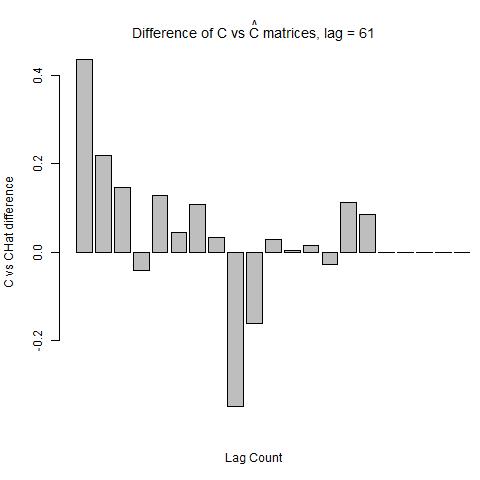 Difference of C vs Ĉ matrices, lag = 61
C vs CHat difference
0.4
0.2
0.0
-0.2
Lag Count